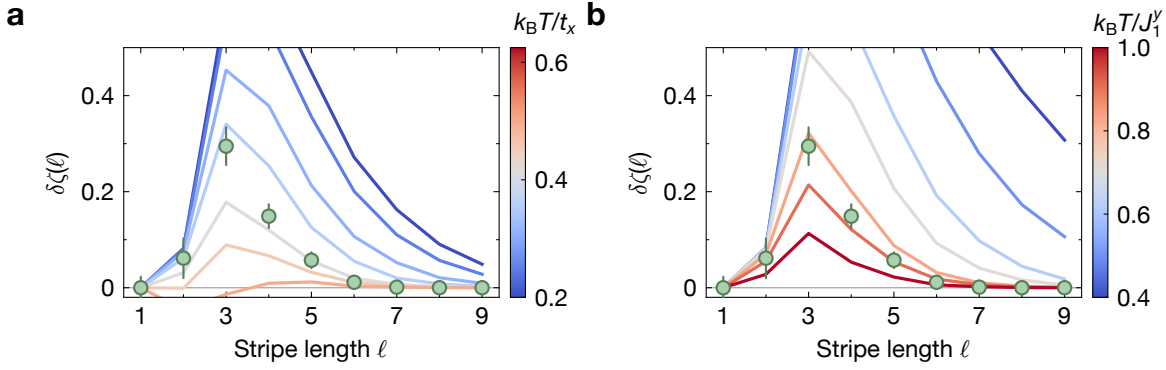 a
k_B T/t_x
0.4
0.2
0
δζ(ℓ)
1 3 5 7 9
Stripe length ℓ
0.6
0.4
0.2
b
k_B T/J_1^y
0.4
0.2
0
δζ(ℓ)
1 3 5 7 9
Stripe length ℓ
1.0
0.8
0.6
0.4